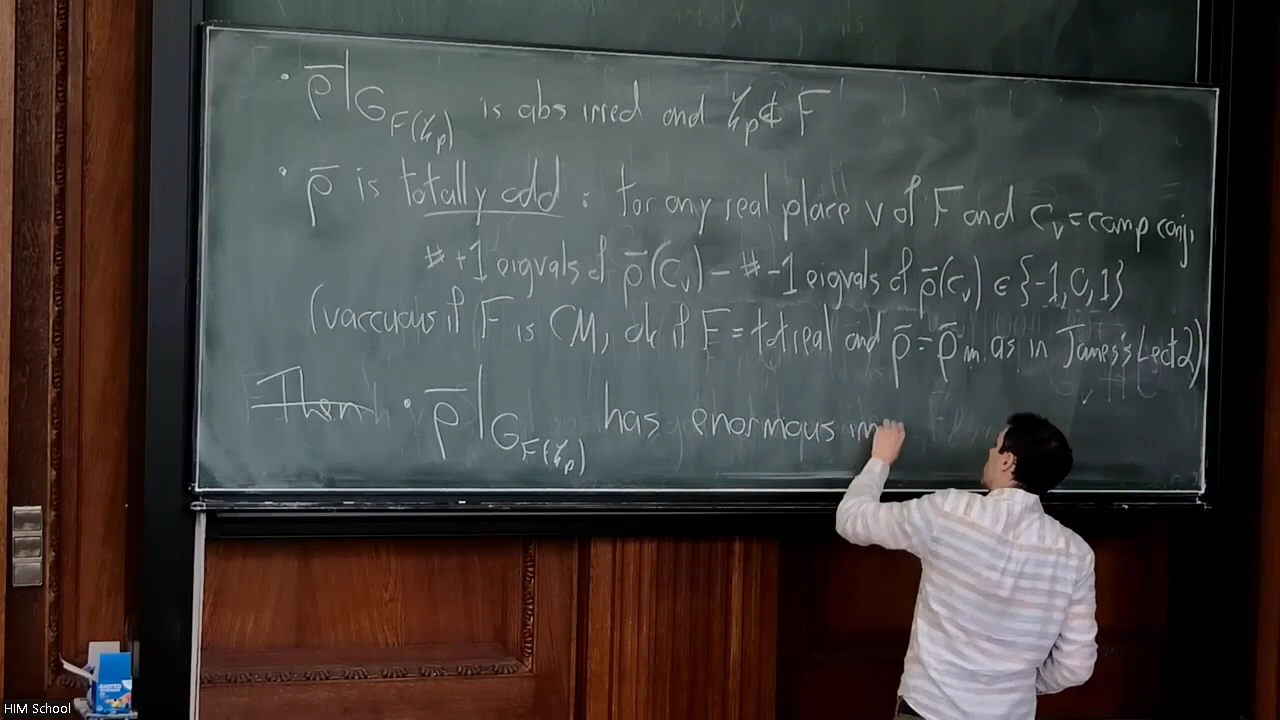 · ρ̄|G_F(ζ_p) is abs irred and ζ_p ∉ F
· ρ̄ is totally odd : for any real place v of F and c_v = comp conj,
# +1 eigvals of ρ̄(c_v) - # -1 eigvals of ρ̄(c_v) ∈ {-1,0,1}
(vaccuous if F is CM, ok if F = tot real and ρ̄ = ρ̄_m as in James's Lect 2)
Then · ρ̄|G_F(ζ_p) has enormous im
HIM School